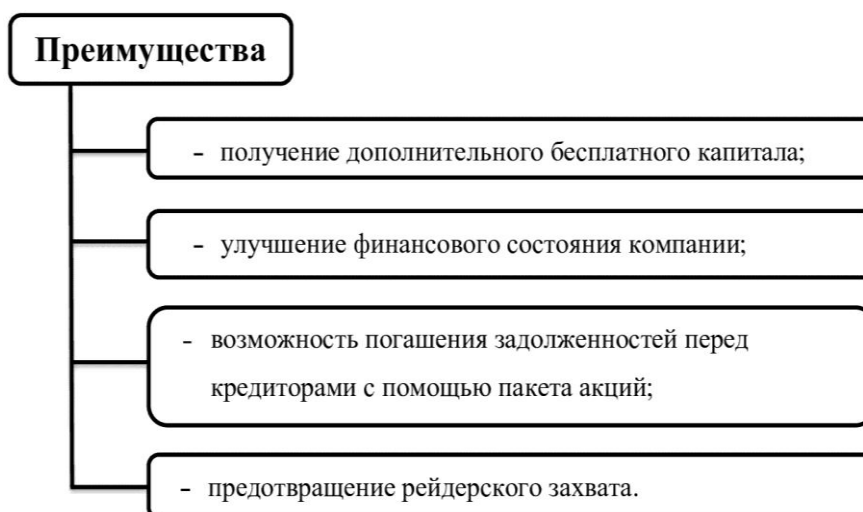 Преимущества
- получение дополнительного бесплатного капитала;
- улучшение финансового состояния компании;
- возможность погашения задолженностей перед
кредиторами с помощью пакета акций;
- предотвращение рейдерского захвата.